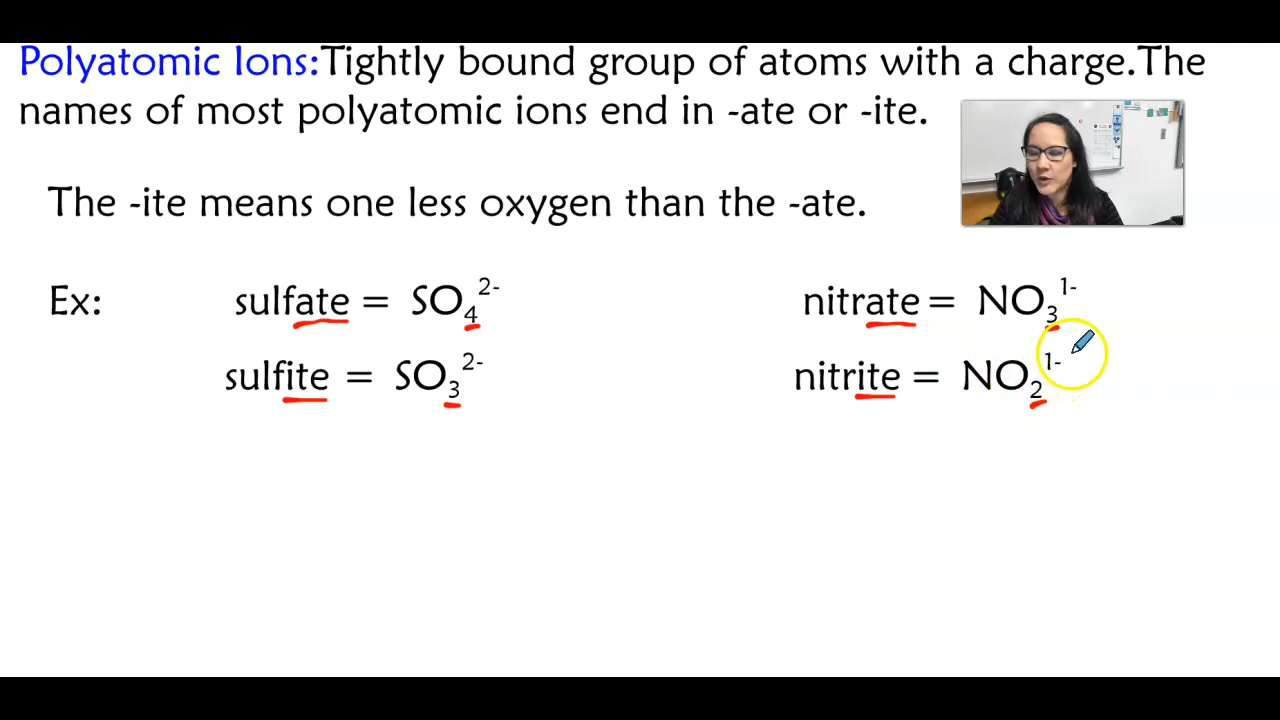 Polyatomic Ions:Tightly bound group of atoms with a charge.The
names of most polyatomic ions end in -ate or -ite.
The -ite means one less oxygen than the -ate.
Ex: sulfate = SO₄²⁻ nitrate = NO₃¹⁻
sulfite = SO₃²⁻ nitrite = NO₂¹⁻